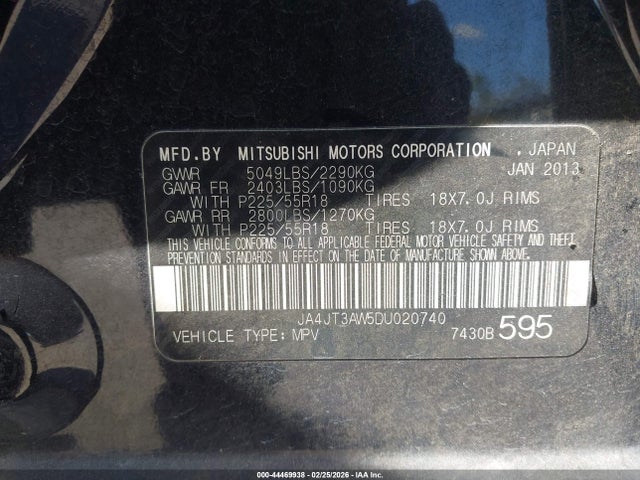 MFD.BY MITSUBISHI MOTORS CORPORATION , JAPAN
GVWR 5049LBS/2290KG JAN 2013
GAWR FR 2403LBS/1090KG
WITH P225/55R18 TIRES 18X7.0J RIMS
GAWR RR 2800LBS/1270KG
WITH P225/55R18 TIRES 18X7.0J RIMS
THIS VEHICLE CONFORMS TO ALL APPLICABLE FEDERAL MOTOR VEHICLE SAFETY AND THEFT
PREVENTION STANDARDS IN EFFECT ON THE DATE OF MANUFACTURE SHOWN ABOVE.
JA4JT3AW5DU020740
VEHICLE TYPE: MPV 7430B 595
000-44469938 - 02/25/2026 - IAA Inc.